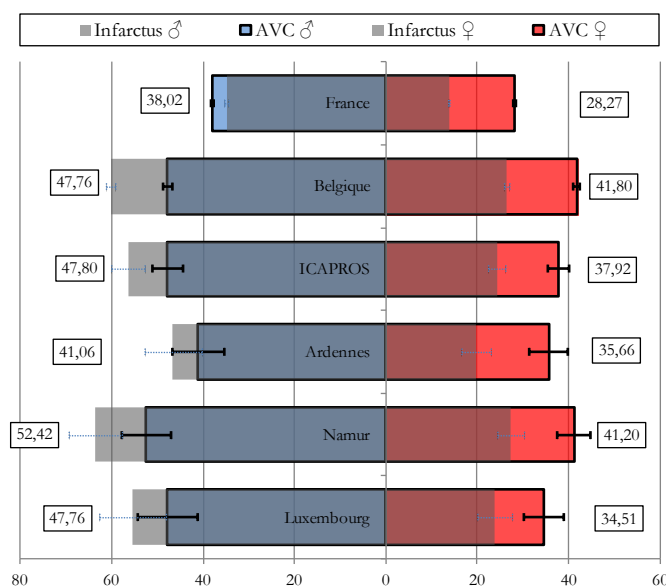 Infarctus ♂ AVC ♂ Infarctus ♀ AVC ♀
38,02 France 28,27
47,76 Belgique 41,80
47,80 ICAPROS 37,92
41,06 Ardennes 35,66
52,42 Namur 41,20
47,76 Luxembourg 34,51
80 60 40 20 0 20 40 60